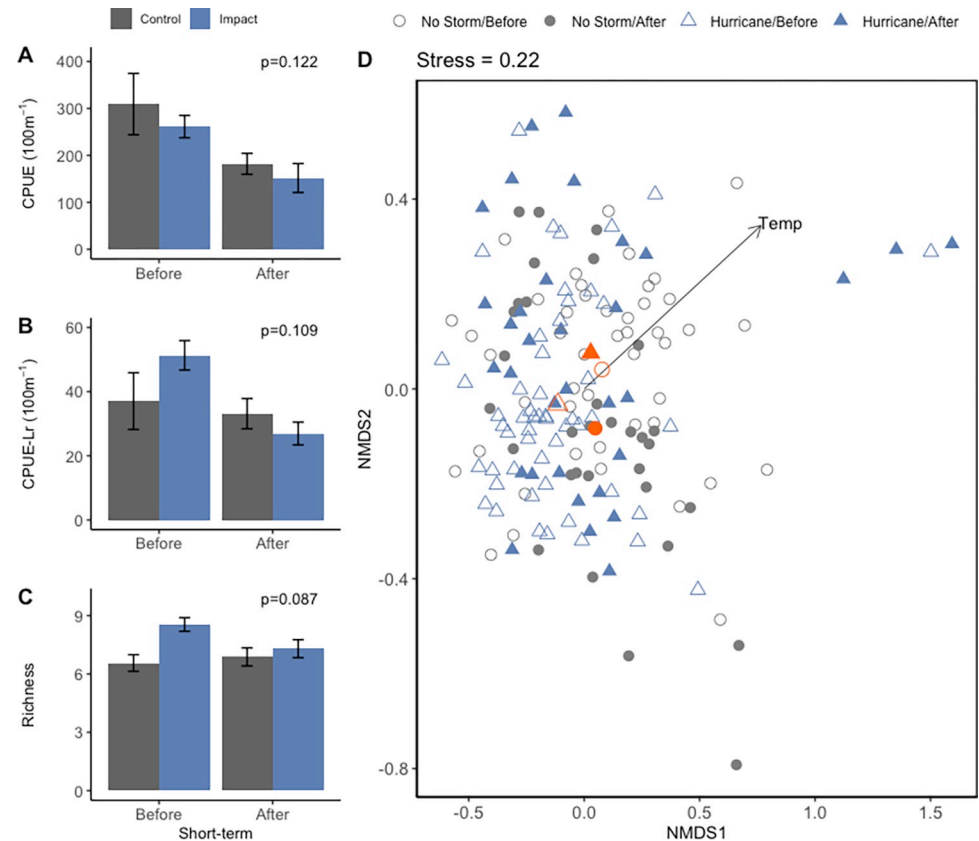 Control Impact
No Storm/Before No Storm/After Hurricane/Before Hurricane/After
A
p=0.122
CPUE (100m⁻¹)
400
300
200
100
0
Before After
B
p=0.109
CPUE-Lr (100m⁻¹)
60
40
20
0
Before After
C
p=0.087
Richness
9
6
3
0
Before After
Short-term
D Stress = 0.22
Temp
NMDS2
0.4
0.0
-0.4
-0.8
-0.5 0.0 0.5 1.0 1.5
NMDS1